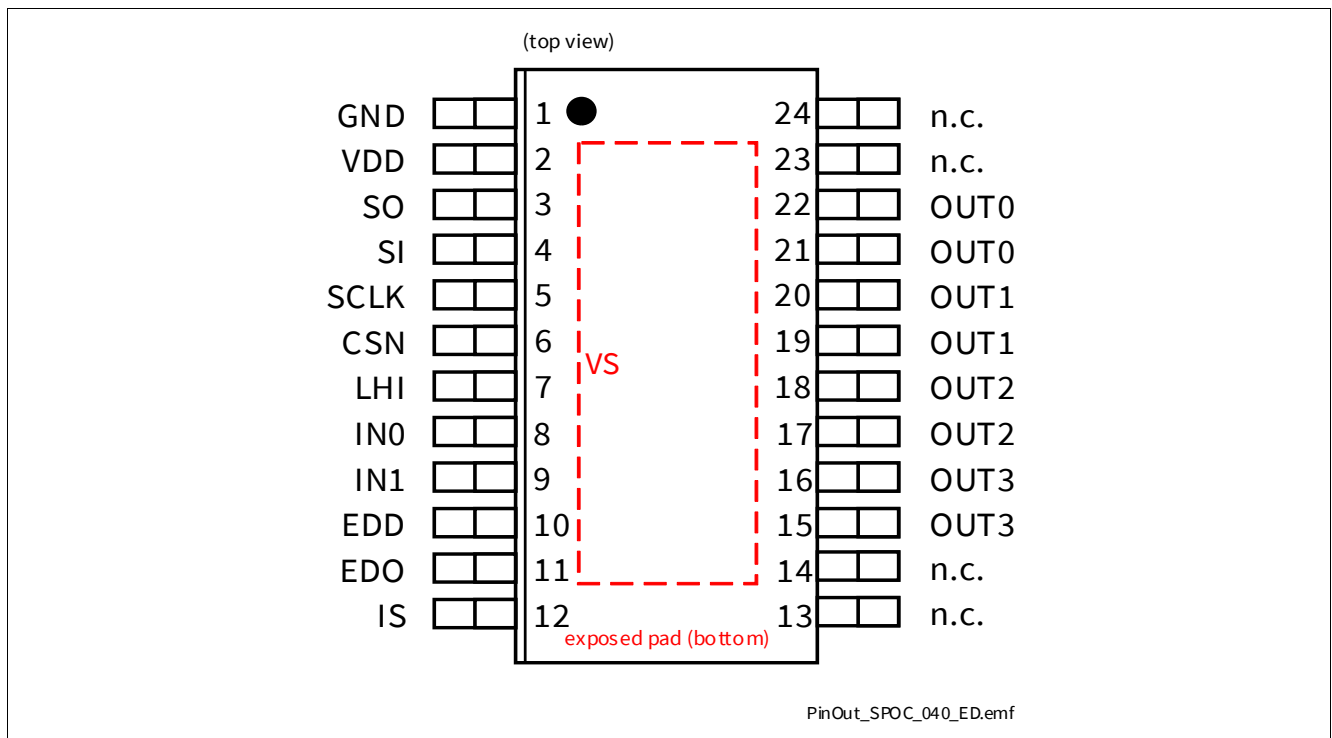 (top view)
GND 1 24 n.c.
VDD 2 23 n.c.
SO 3 22 OUT0
SI 4 21 OUT0
SCLK 5 20 OUT1
CSN 6 19 OUT1
VS
LHI 7 18 OUT2
IN0 8 17 OUT2
IN1 9 16 OUT3
EDD 10 15 OUT3
EDO 11 14 n.c.
IS 12 13 n.c.
exposed pad (bottom)
PinOut_SPOC_040_ED.emf